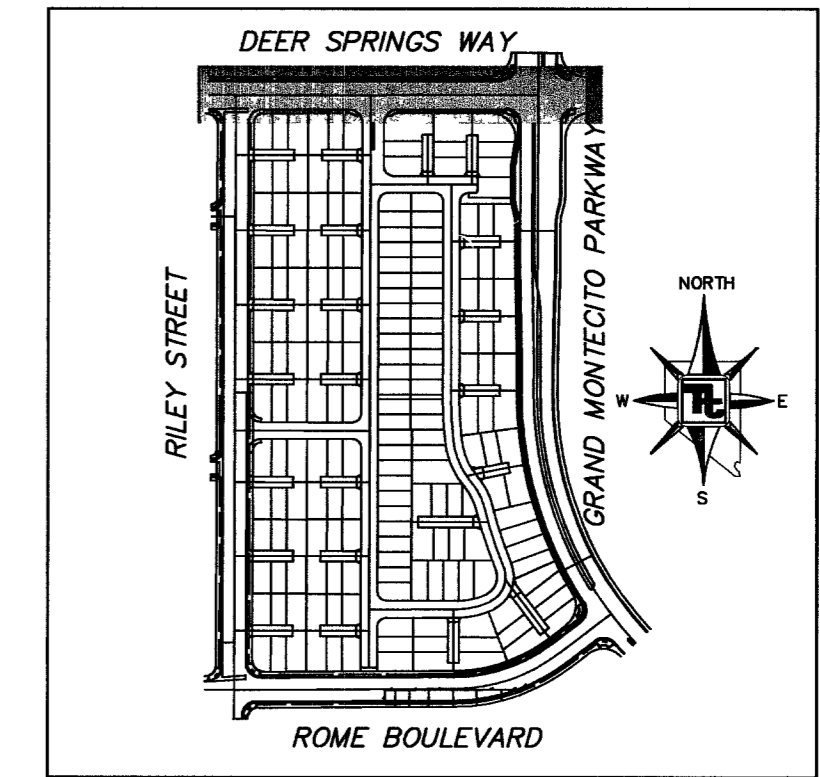 DEER SPRINGS WAY
RILEY STREET
GRAND MONTECITO PARKWAY
NORTH
W
E
S
ROME BOULEVARD